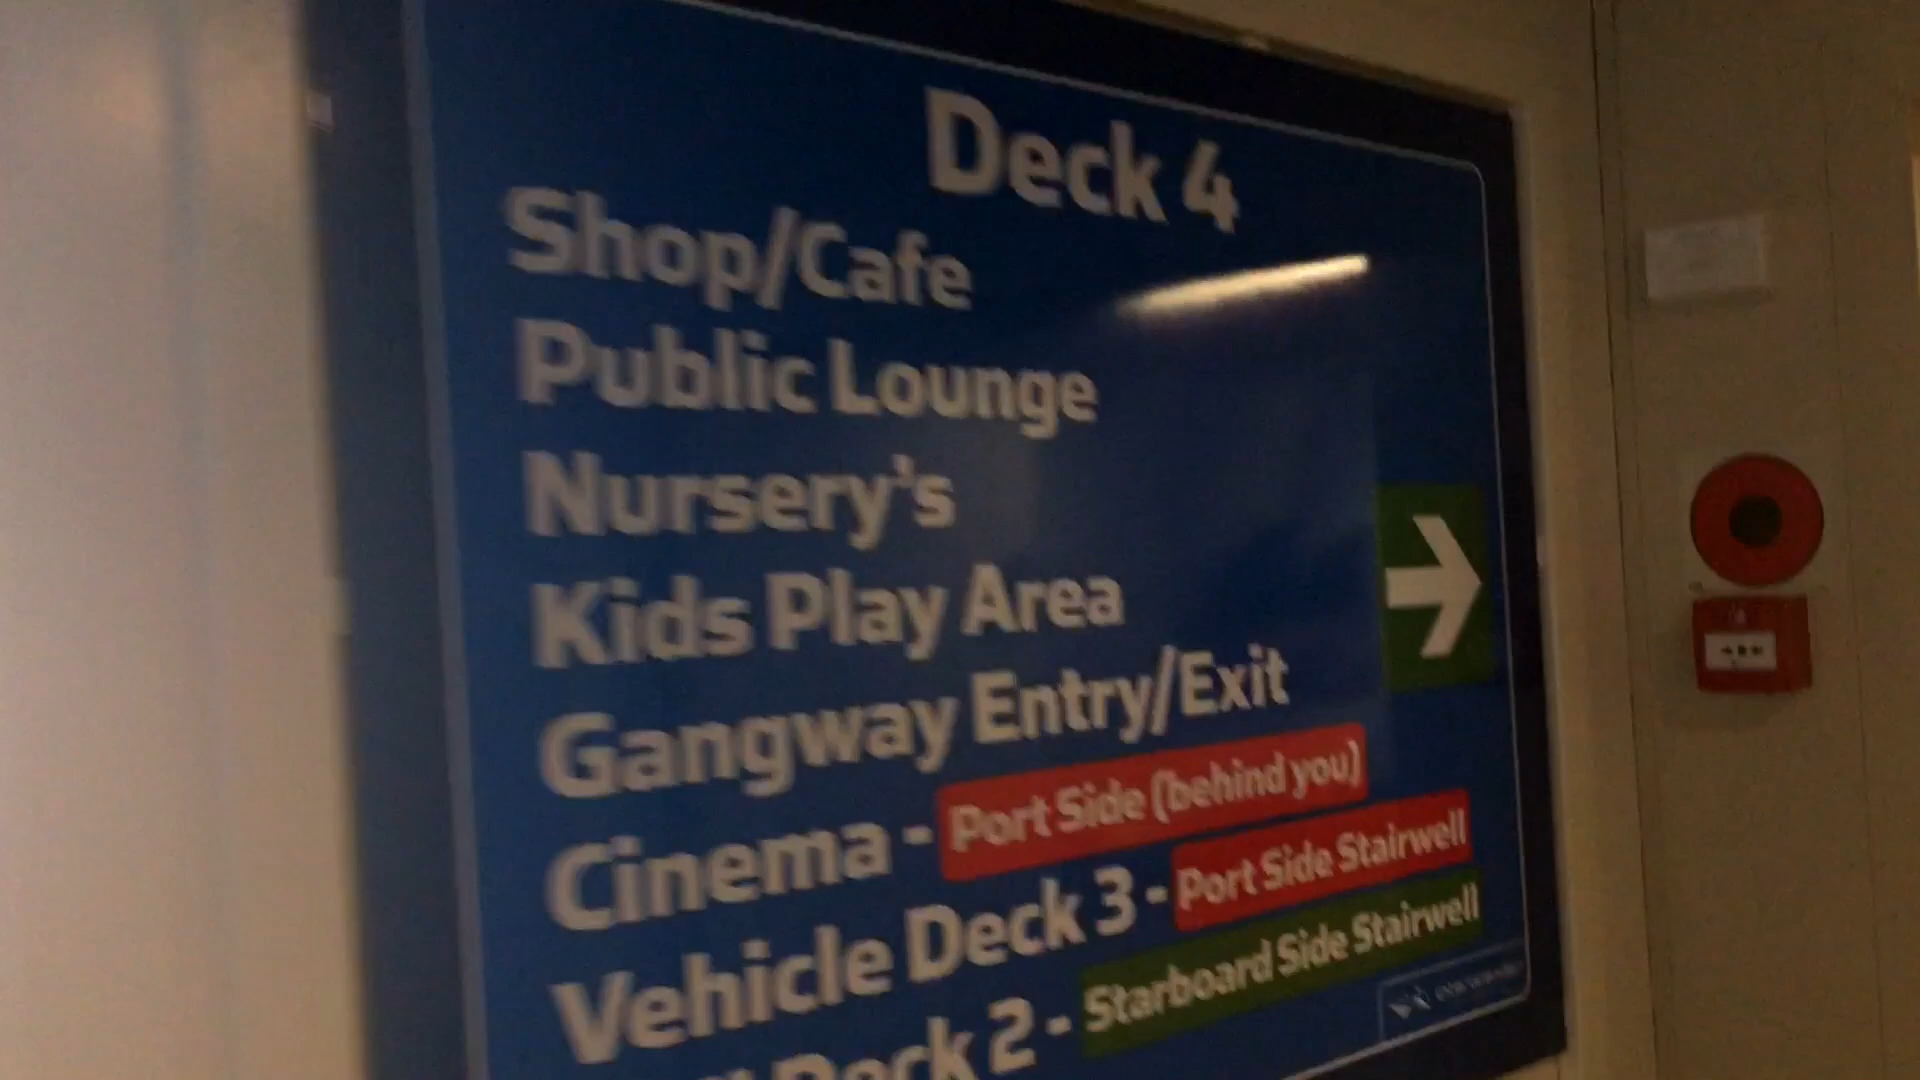 Deck 4
Shop/Cafe
Public Lounge
Nursery's
Kids Play Area
Gangway Entry/Exit
Cinema - Port Side (behind you)
Vehicle Deck 3 - Port Side Stairwell
Deck 2 - Starboard Side Stairwell